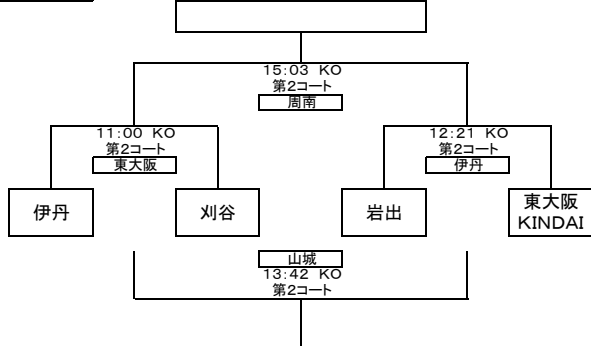 15:03 KO
第2コート
周南
11:00 KO
第2コート
東大阪
12:21 KO
第2コート
伊丹
伊丹
刈谷
岩出
東大阪
KINDAI
山城
13:42 KO
第2コート